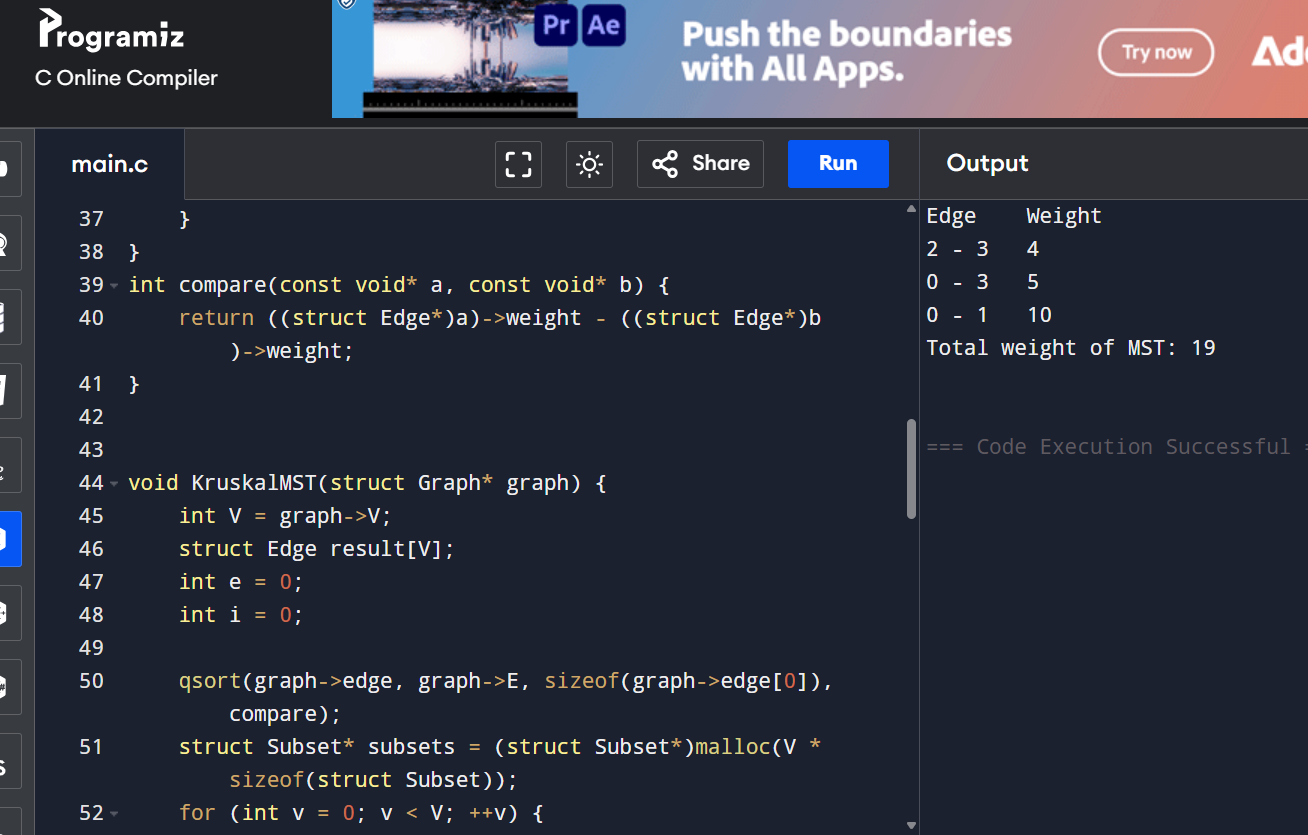 Programiz
C Online Compiler
Pr Ae
Push the boundaries
with All Apps.
Try now
main.c
Share
Run
Output
37 }
38 }
39 int compare(const void* a, const void* b) {
40 return ((struct Edge*)a)->weight - ((struct Edge*)b
)->weight;
41 }
42
43
44 void KruskalMST(struct Graph* graph) {
45 int V = graph->V;
46 struct Edge result[V];
47 int e = 0;
48 int i = 0;
49
50 qsort(graph->edge, graph->E, sizeof(graph->edge[0]),
compare);
51 struct Subset* subsets = (struct Subset*)malloc(V *
sizeof(struct Subset));
52 for (int v = 0; v < V; ++v) {
Edge Weight
2 - 3 4
0 - 3 5
0 - 1 10
Total weight of MST: 19
=== Code Execution Successful